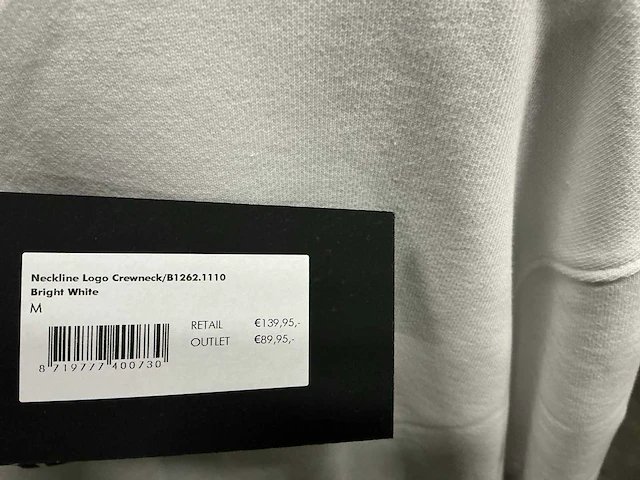 Neckline Logo Crewneck/B1262.1110
Bright White
M
RETAIL €139,95,-
OUTLET €89,95,-
8 719777 400730